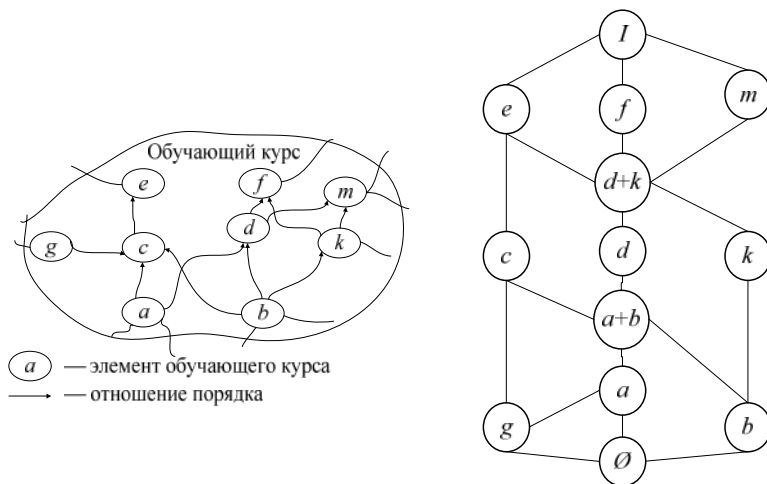 Обучающий курс
e
f
m
g
c
d
k
a
b
a — элемент обучающего курса
— отношение порядка
I
e
f
m
d+k
c
d
k
a+b
a
g
b
Ø